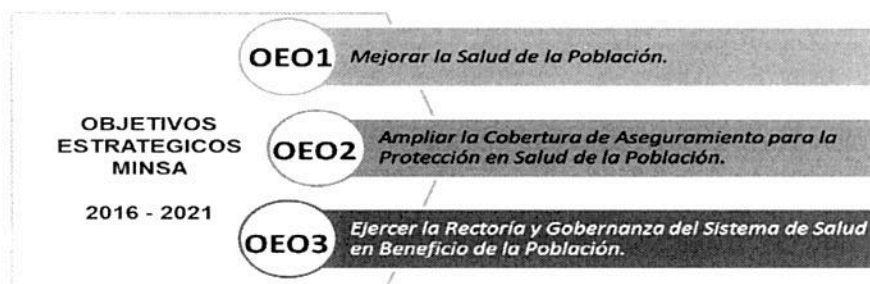 OBJETIVOS
ESTRATEGICOS
MINSA
2016 - 2021
OEO1
Mejorar la Salud de la Población.
OEO2
Ampliar la Cobertura de Aseguramiento para la
Protección en Salud de la Población.
OEO3
Ejercer la Rectoría y Gobernanza del Sistema de Salud
en Beneficio de la Población.